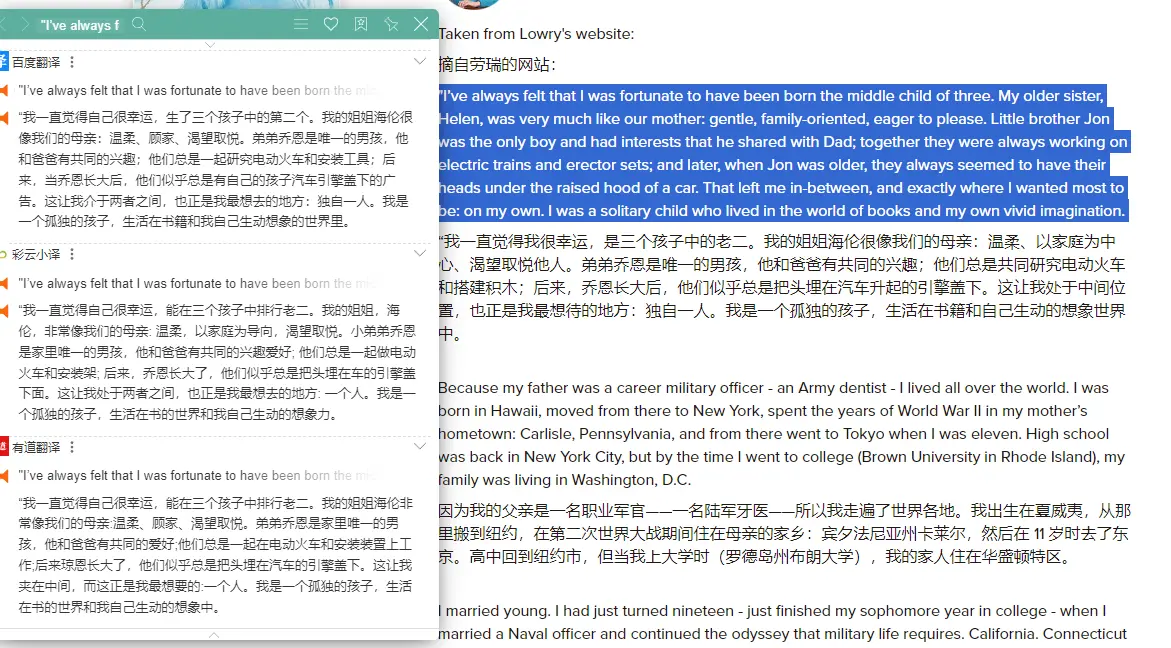 "I've always f
百度翻译
"I've always felt that I was fortunate to have been born the mid
"我一直觉得自己很幸运，生了三个孩子中的第二个。我的姐姐海伦很
像我们的母亲：温柔、顾家、渴望取悦。弟弟乔恩是唯一的男孩，他
和爸爸有共同的兴趣；他们总是一起研究电动火车和安装工具；后
来，当乔恩长大后，他们似乎总是有自己的孩子汽车引擎盖下的广
告。这让我介于两者之间，也正是我最想去的地方：独自一人。我是
一个孤独的孩子，生活在书籍和我自己生动想象的世界里。
彩云小译
"I've always felt that I was fortunate to have been born the mid
"我一直觉得自己很幸运，能在三个孩子中排行老二。我的姐姐，海
伦，非常像我们的母亲: 温柔，以家庭为导向，渴望取悦。小弟弟乔恩
是家里唯一的男孩，他和爸爸有共同的兴趣爱好; 他们总是一起做电动
火车和安装架; 后来，乔恩长大了，他们似乎总是把头埋在车的引擎盖
下面。这让我处于两者之间，也正是我最想去的地方: 一个人。我是一
个孤独的孩子，生活在书的世界和我自己生动的想象力。
有道翻译
"I've always felt that I was fortunate to have been born the mid
"我一直觉得自己很幸运，能在三个孩子中排行老二。我的姐姐海伦非
常像我们的母亲:温柔、顾家、渴望取悦。弟弟乔恩是家里唯一的男
孩，他和爸爸有共同的爱好;他们总是一起在电动火车和安装装置上工
作;后来琼恩长大了，他们似乎总是把头埋在汽车的引擎盖下。这让我
夹在中间，而这正是我最想要的:一个人。我是一个孤独的孩子，生活
在书的世界和我自己生动的想象中。
Taken from Lowry's website:
摘自劳瑞的网站：
"I've always felt that I was fortunate to have been born the middle child of three. My older sister,
Helen, was very much like our mother: gentle, family-oriented, eager to please. Little brother Jon
was the only boy and had interests that he shared with Dad; together they were always working on
electric trains and erector sets; and later, when Jon was older, they always seemed to have their
heads under the raised hood of a car. That left me in-between, and exactly where I wanted most to
be: on my own. I was a solitary child who lived in the world of books and my own vivid imagination.
"我一直觉得我很幸运，是三个孩子中的老二。我的姐姐海伦很像我们的母亲：温柔、以家庭为中
心、渴望取悦他人。弟弟乔恩是唯一的男孩，他和爸爸有共同的兴趣；他们总是共同研究电动火车
和搭建积木；后来，乔恩长大后，他们似乎总是把头埋在汽车升起的引擎盖下。这让我处于中间位
置，也正是我最想待的地方：独自一人。我是一个孤独的孩子，生活在书籍和自己生动的想象世界
中。
Because my father was a career military officer - an Army dentist - I lived all over the world. I was
born in Hawaii, moved from there to New York, spent the years of World War II in my mother's
hometown: Carlisle, Pennsylvania, and from there went to Tokyo when I was eleven. High school
was back in New York City, but by the time I went to college (Brown University in Rhode Island), my
family was living in Washington, D.C.
因为我的父亲是一名职业军官——一名陆军牙医——所以我走遍了世界各地。我出生在夏威夷，从那
里搬到纽约，在第二次世界大战期间住在母亲的家乡：宾夕法尼亚州卡莱尔，然后在 11 岁时去了东
京。高中回到纽约市，但当我上大学时（罗德岛州布朗大学），我的家人住在华盛顿特区。
I married young. I had just turned nineteen - just finished my sophomore year in college - when I
married a Naval officer and continued the odyssey that military life requires. California. Connecticut